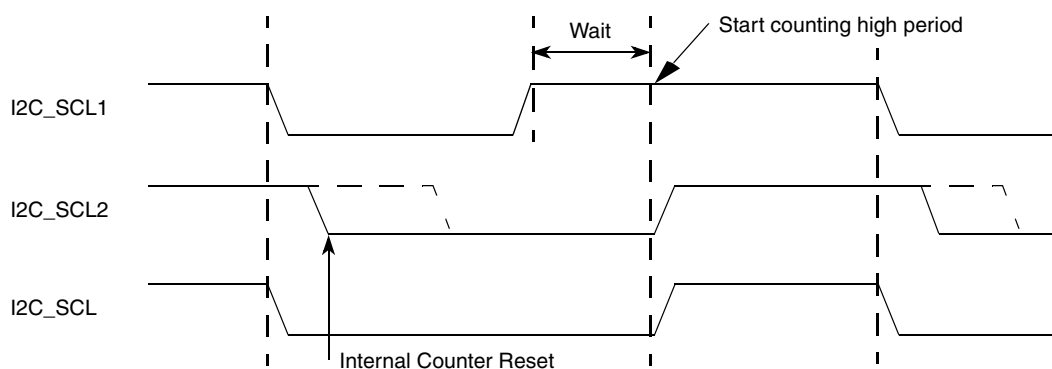 Wait
Start counting high period
I2C_SCL1
I2C_SCL2
I2C_SCL
Internal Counter Reset